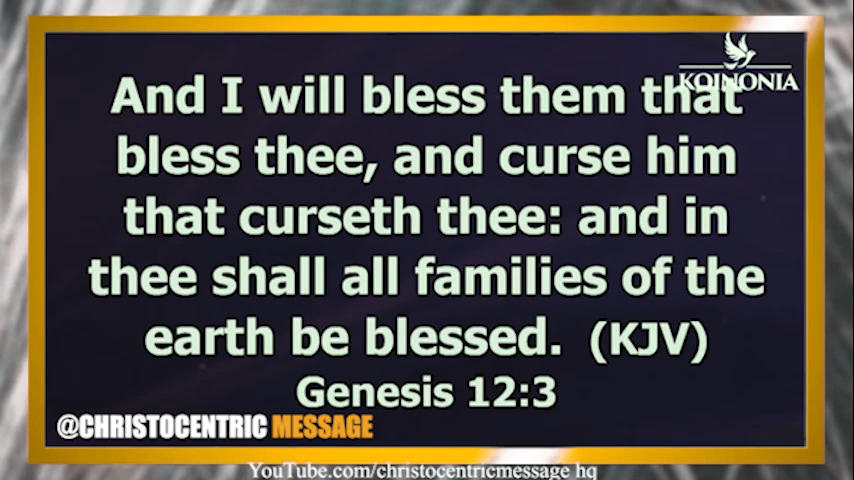 KOINONIA
And I will bless them that
bless thee, and curse him
that curseth thee: and in
thee shall all families of the
earth be blessed. (KJV)
Genesis 12:3
@CHRISTOCENTRIC MESSAGE
YouTube.com/christocentricmessage hq